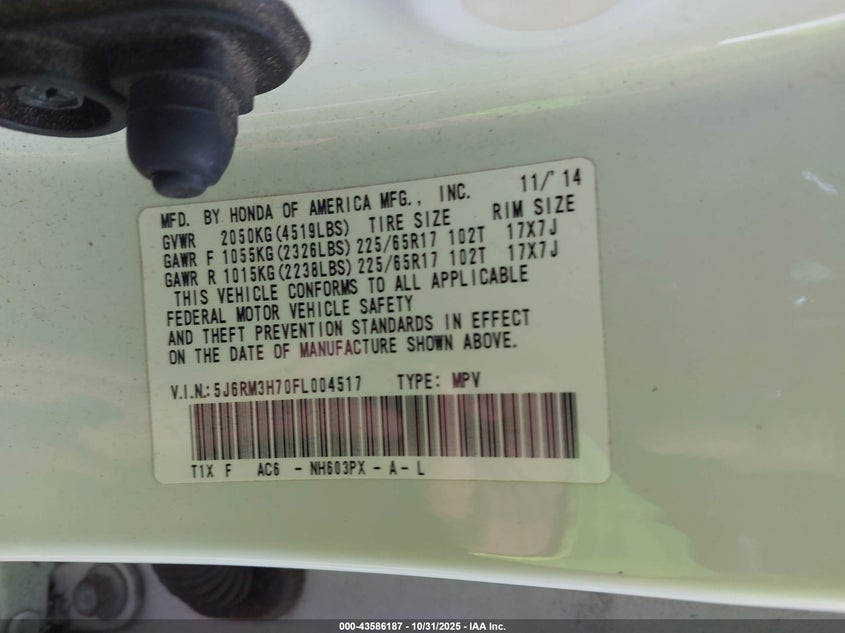 MFD. BY HONDA OF AMERICA MFG., INC. 11/'14
GVWR 2050KG(4519LBS) TIRE SIZE RIM SIZE
GAWR F 1055KG(2326LBS) 225/65R17 102T 17X7J
GAWR R 1015KG(2238LBS) 225/65R17 102T 17X7J
THIS VEHICLE CONFORMS TO ALL APPLICABLE
FEDERAL MOTOR VEHICLE SAFETY
AND THEFT PREVENTION STANDARDS IN EFFECT
ON THE DATE OF MANUFACTURE SHOWN ABOVE.
V.I.N.: 5J6RM3H70FL004517 TYPE: MPV
T1X F AC6 - NH603PX - A - L
000-43586187 - 10/31/2025 - IAA Inc.